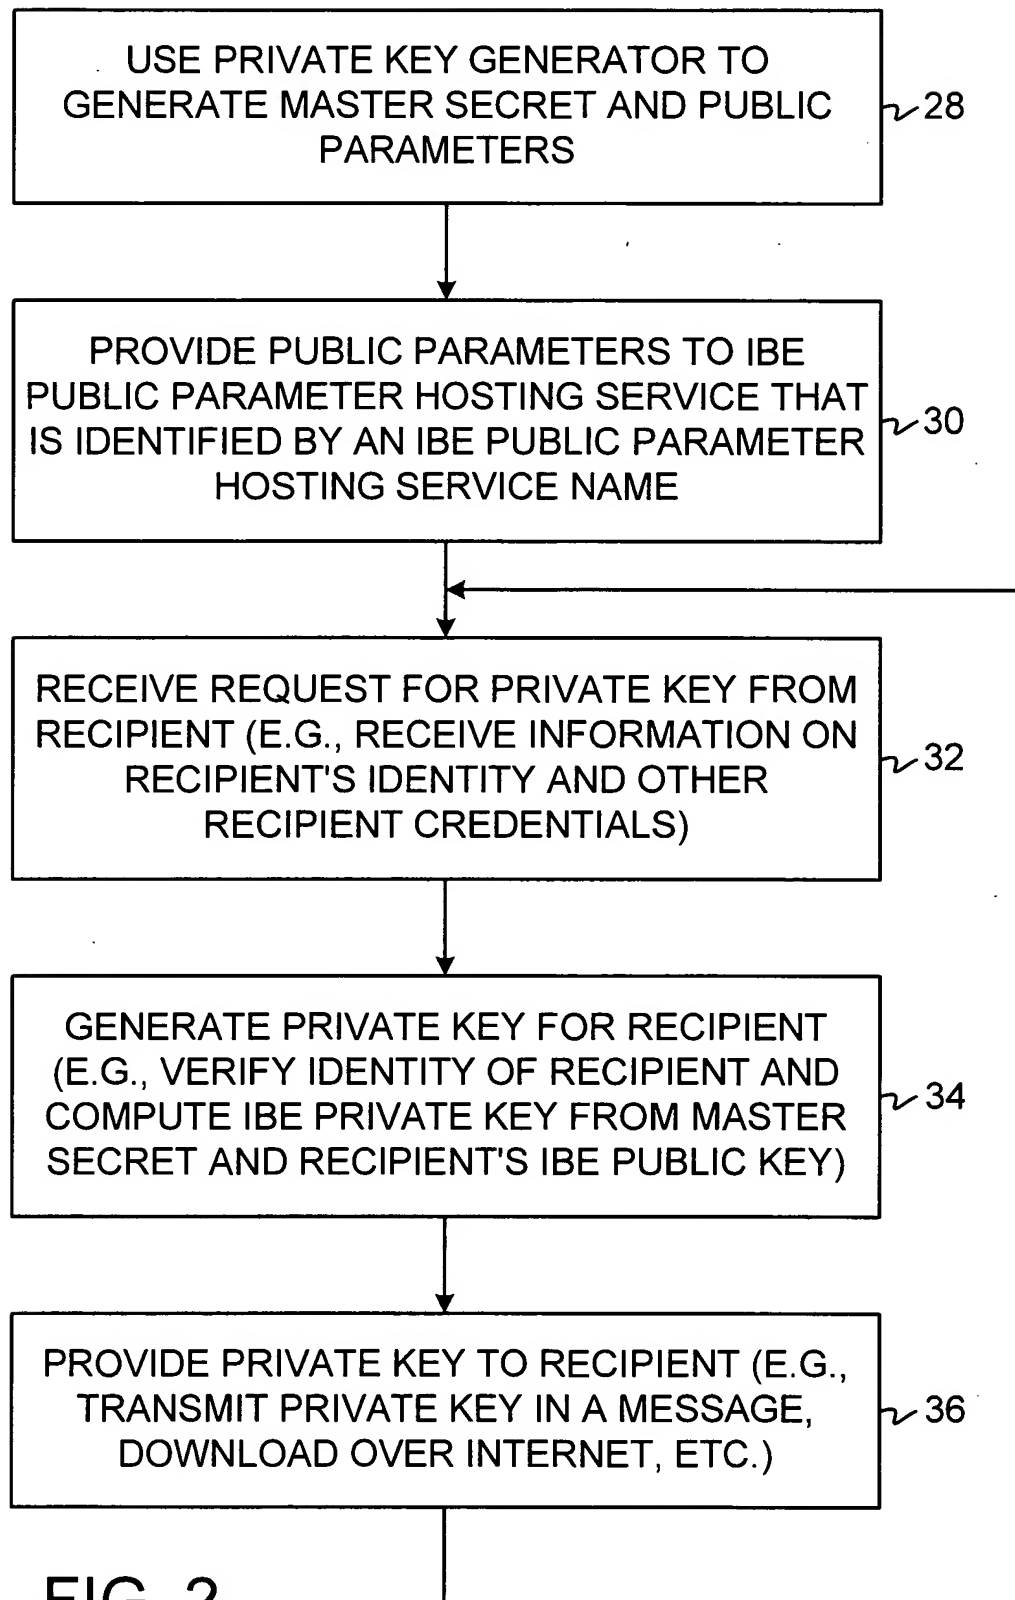 USE PRIVATE KEY GENERATOR TO
GENERATE MASTER SECRET AND PUBLIC
PARAMETERS
28
PROVIDE PUBLIC PARAMETERS TO IBE
PUBLIC PARAMETER HOSTING SERVICE THAT
IS IDENTIFIED BY AN IBE PUBLIC PARAMETER
HOSTING SERVICE NAME
30
RECEIVE REQUEST FOR PRIVATE KEY FROM
RECIPIENT (E.G., RECEIVE INFORMATION ON
RECIPIENT'S IDENTITY AND OTHER
RECIPIENT CREDENTIALS)
32
GENERATE PRIVATE KEY FOR RECIPIENT
(E.G., VERIFY IDENTITY OF RECIPIENT AND
COMPUTE IBE PRIVATE KEY FROM MASTER
SECRET AND RECIPIENT'S IBE PUBLIC KEY)
34
PROVIDE PRIVATE KEY TO RECIPIENT (E.G.,
TRANSMIT PRIVATE KEY IN A MESSAGE,
DOWNLOAD OVER INTERNET, ETC.)
36
FIG. 2